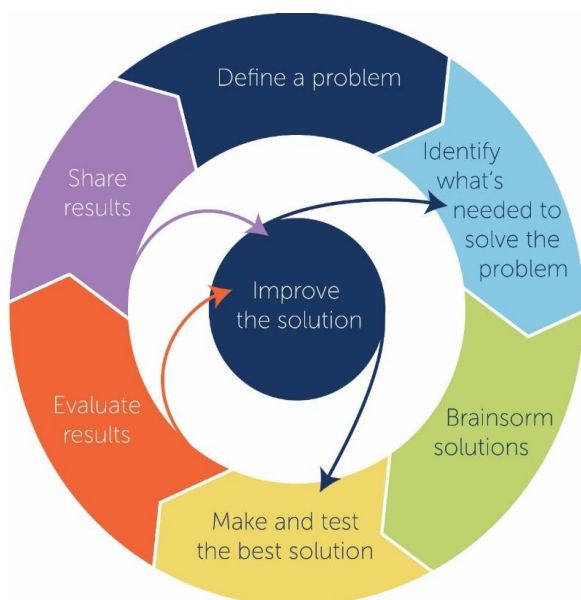 Define a problem
Identify
what's
needed to
solve the
problem
Brainsorm
solutions
Make and test
the best solution
Evaluate
results
Share
results
Improve
the solution